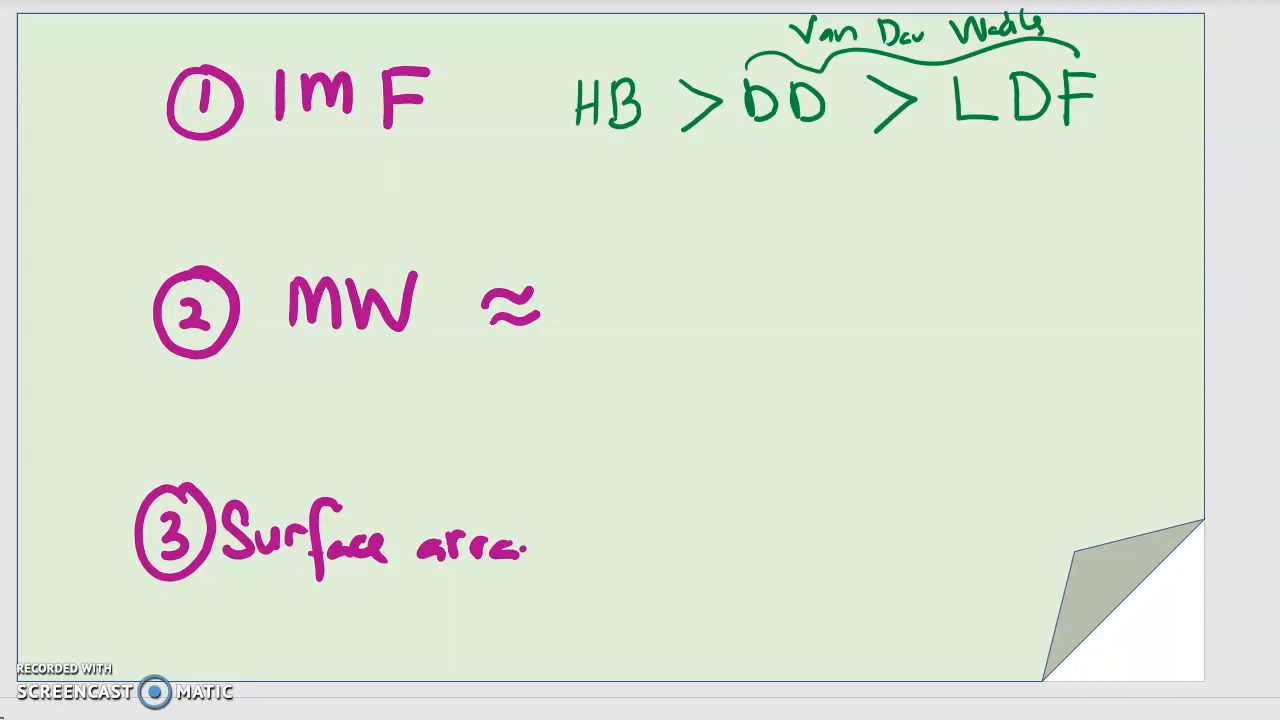 Van Der Waals
① IMF HB > DD > LDF
② MW ≈
③ Surface area
RECORDED WITH
SCREENCAST MATIC